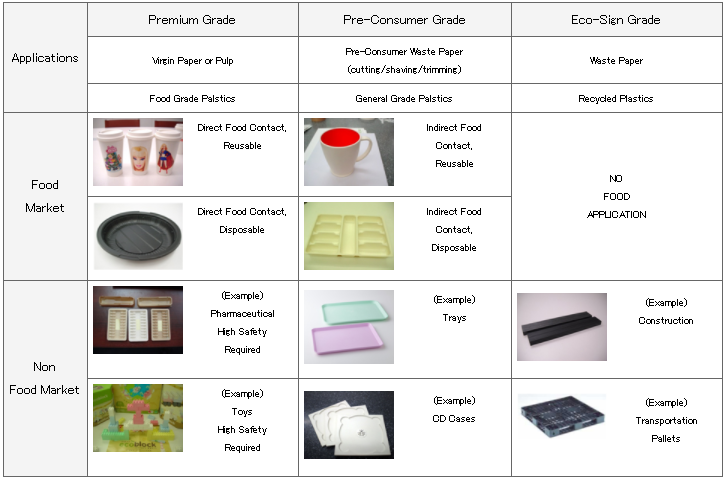 Applications
Premium Grade
Pre-Consumer Grade
Eco-Sign Grade
Virgin Paper or Pulp
Pre-Consumer Waste Paper
(cutting/shaving/trimming)
Waste Paper
Food Grade Palstics
General Grade Palstics
Recycled Plastics
Food
Market
Direct Food Contact,
Reusable
Indirect Food
Contact,
Reusable
NO
FOOD
APPLICATION
Direct Food Contact,
Disposable
Indirect Food
Contact,
Disposable
Non
Food Market
(Example)
Pharmaceutical
High Safety
Required
(Example)
Trays
(Example)
Construction
block
(Example)
Toys
High Safety
Required
(Example)
CD Cases
(Example)
Transportation
Pallets